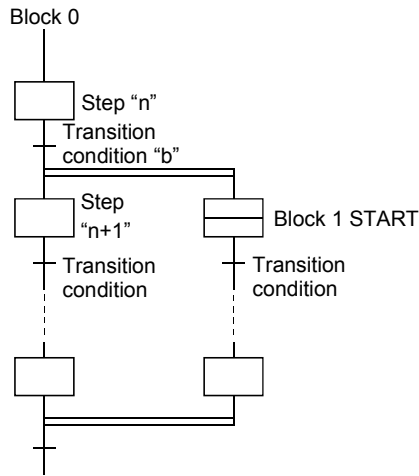 Block 0
Step “n”
Transition
condition “b”
Step
“n+1”
Block 1 START
Transition
condition
Transition
condition